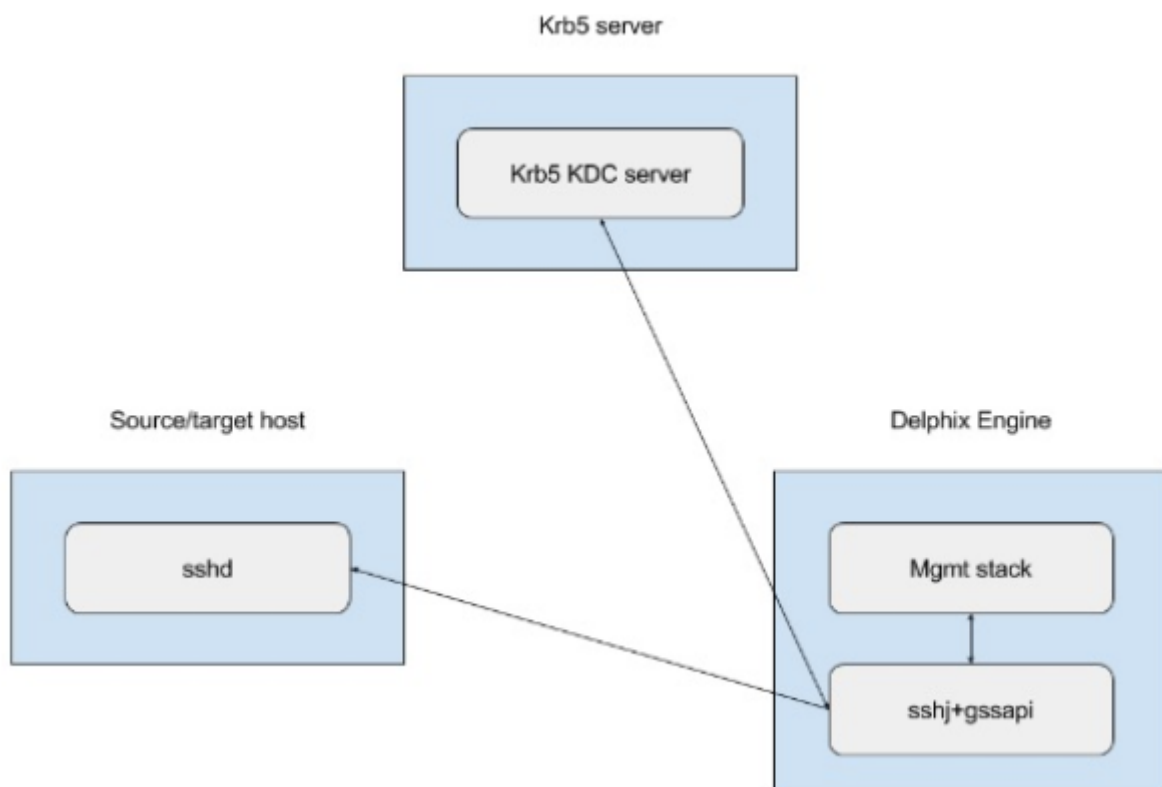 Krb5 server
Krb5 KDC server
Source/target host
Delphix Engine
sshd
Mgmt stack
sshj+gssapi